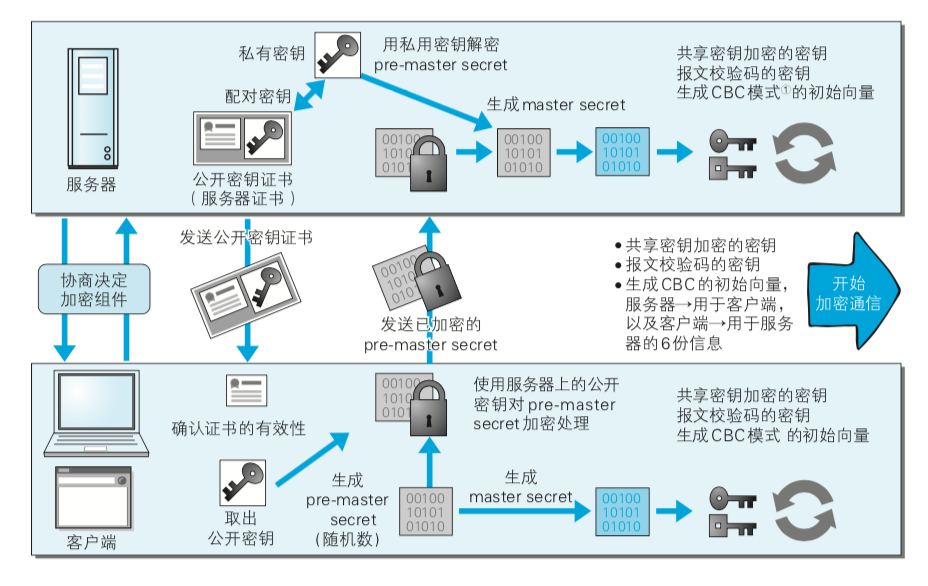 私有密钥
用私用密钥解密
pre-master secret
共享密钥加密的密钥
报文校验码的密钥
生成CBC模式①的初始向量
配对密钥
生成master secret
00100
10101
01010
00100
10101
01010
00100
1010
0101
服务器
公开密钥证书
(服务器证书)
发送公开密钥证书
协商决定
加密组件
00100
1010
010
发送已加密的
pre-master secret
●共享密钥加密的密钥
●报文校验码的密钥
●生成CBC的初始向量，
服务器→用于客户端，
以及客户端→用于服务
器的6份信息
开始
加密通信
确认证书的有效性
00100
1010
0101
使用服务器上的公开
密钥对pre-master
secret加密处理
共享密钥加密的密钥
报文校验码的密钥
生成CBC模式 的初始向量
取出
公开密钥
生成
pre-master
secret
(随机数)
00100
10101
01010
生成
master secret
00100
10101
01010
客户端